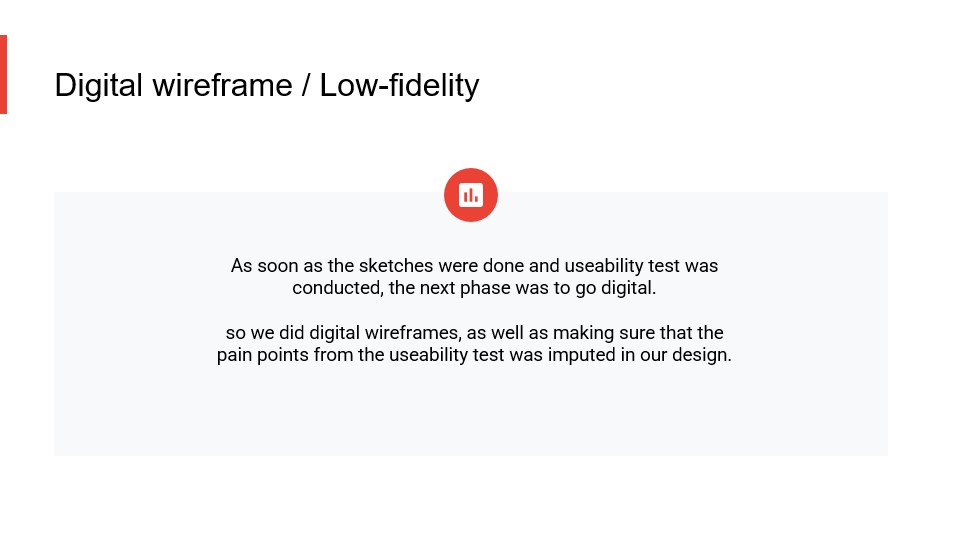 Digital wireframe / Low-fidelity
As soon as the sketches were done and useability test was
conducted, the next phase was to go digital.
so we did digital wireframes, as well as making sure that the
pain points from the useability test was imputed in our design.